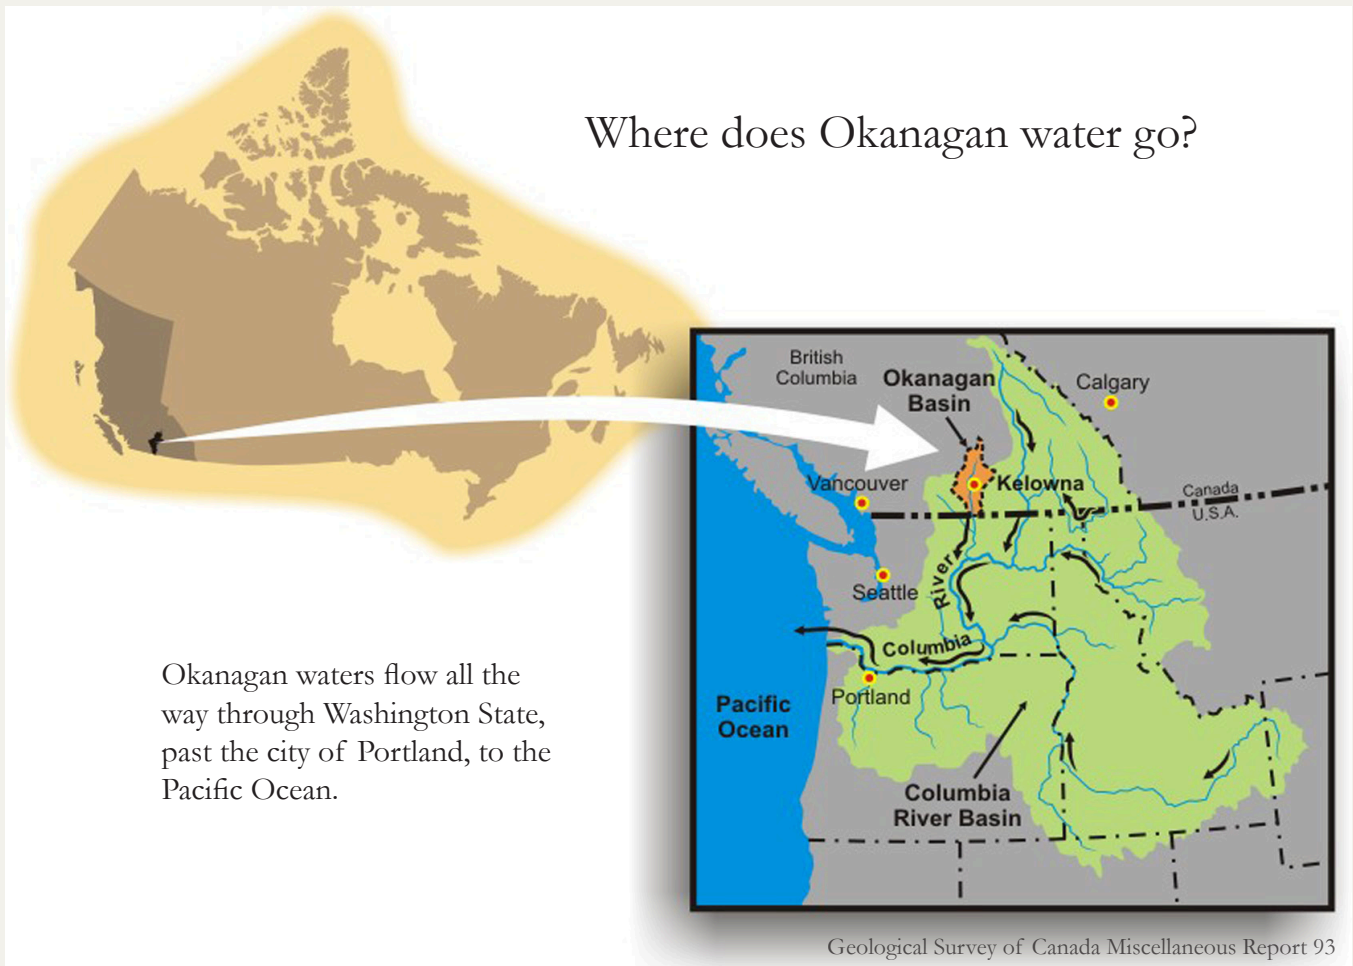 Where does Okanagan water go?
British
Columbia
Okanagan
Basin
Calgary
Vancouver
Kelowna
Canada
U.S.A.
Seattle
River
Columbia
Portland
Pacific
Ocean
Columbia
River Basin
Okanagan waters flow all the
way through Washington State,
past the city of Portland, to the
Pacific Ocean.
Geological Survey of Canada Miscellaneous Report 93